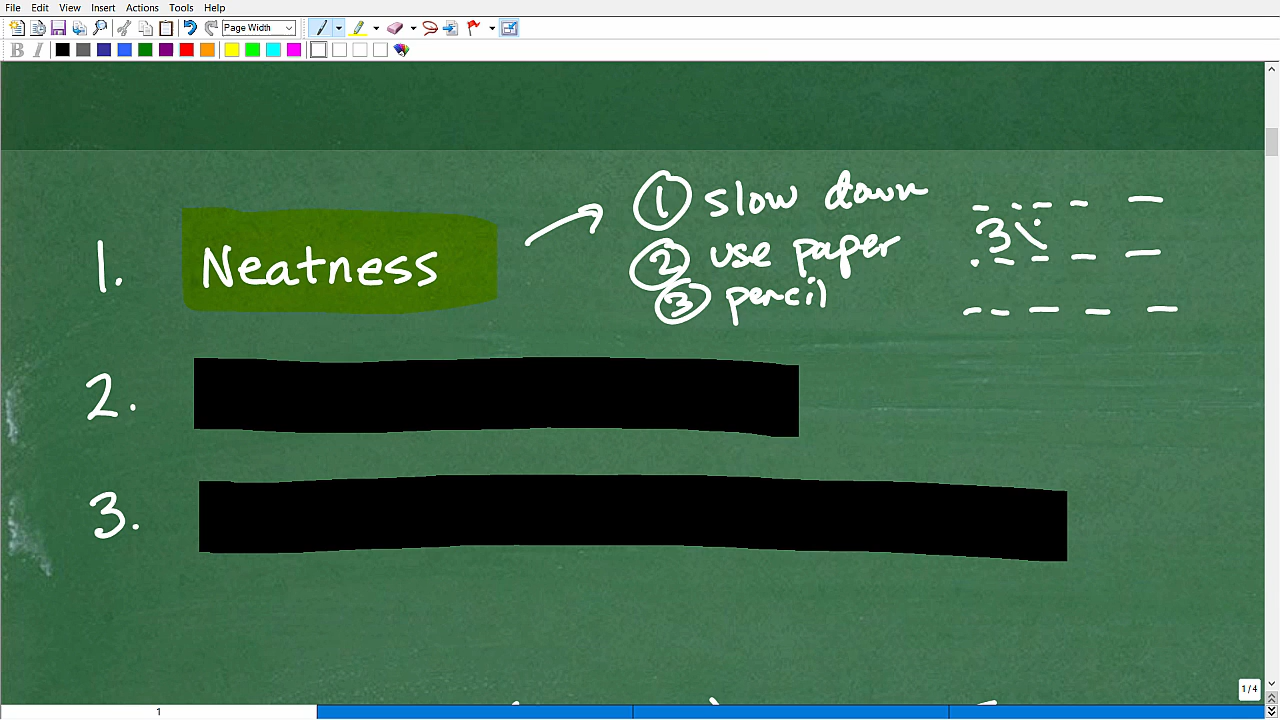 File Edit View Insert Actions Tools Help
Page Width
B I
① slow down
② use paper
③ pencil
3
1. Neatness
2.
3.
1/4
1